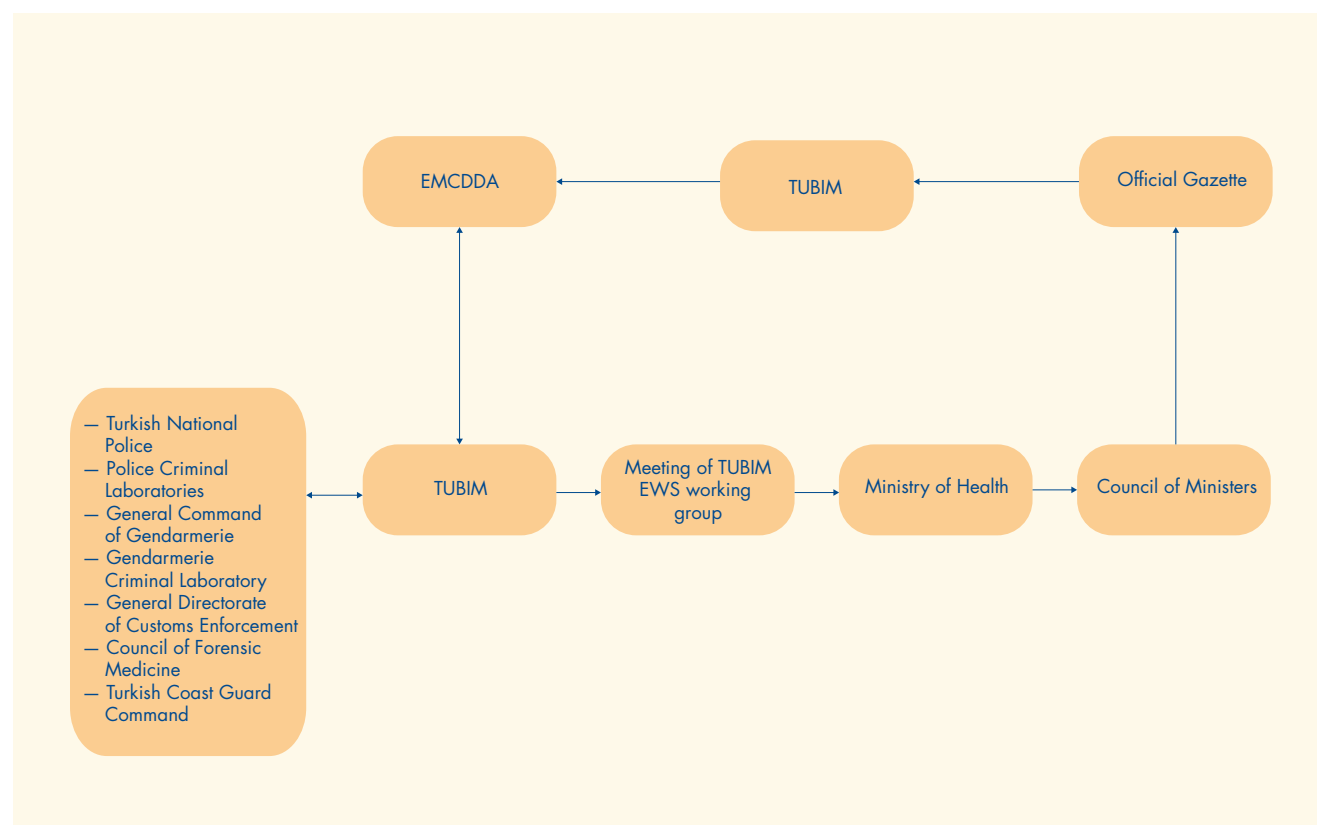 EMCDDA
TUBIM
Official Gazette
— Turkish National
Police
— Police Criminal
Laboratories
— General Command
of Gendarmerie
— Gendarmerie
Criminal Laboratory
— General Directorate
of Customs Enforcement
— Council of Forensic
Medicine
— Turkish Coast Guard
Command
TUBIM
Meeting of TUBIM
EWS working
group
Ministry of Health
Council of Ministers